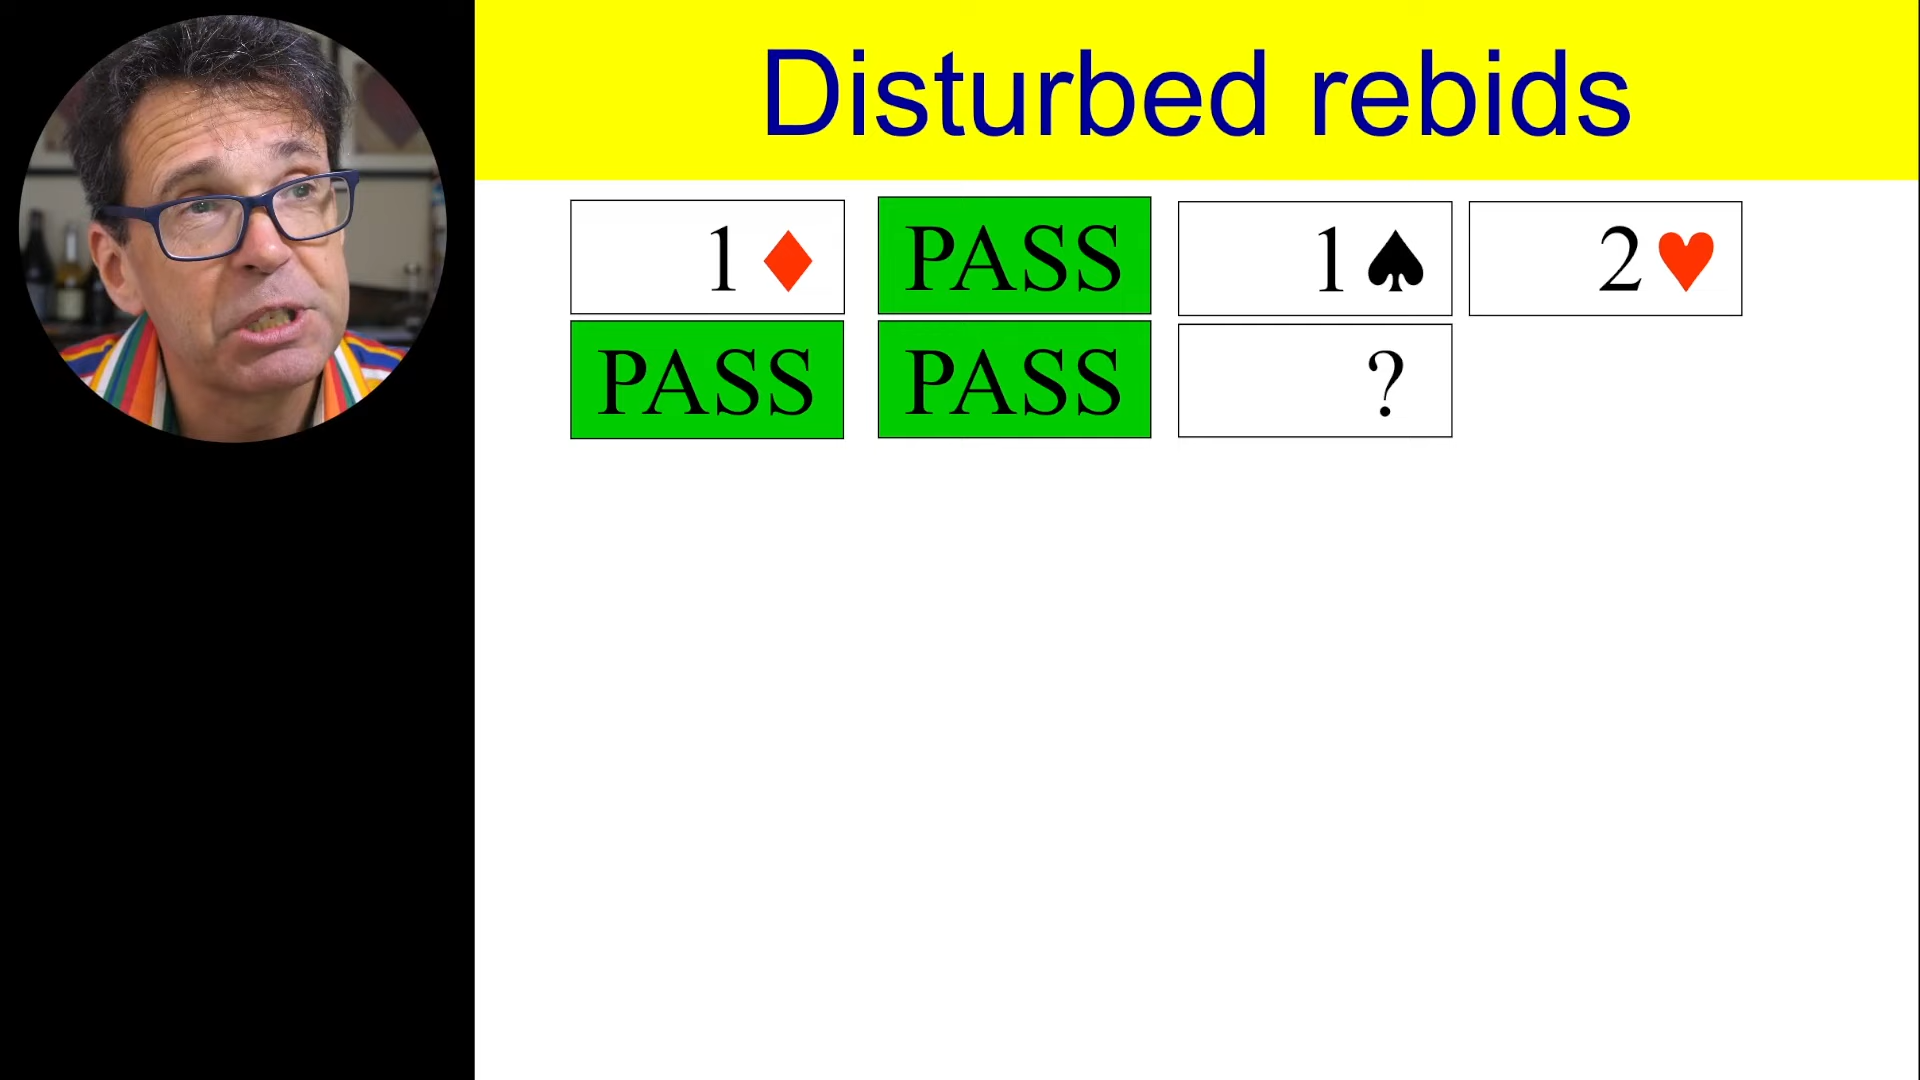 Disturbed rebids
1♦ PASS 1♠ 2♥
PASS PASS ?